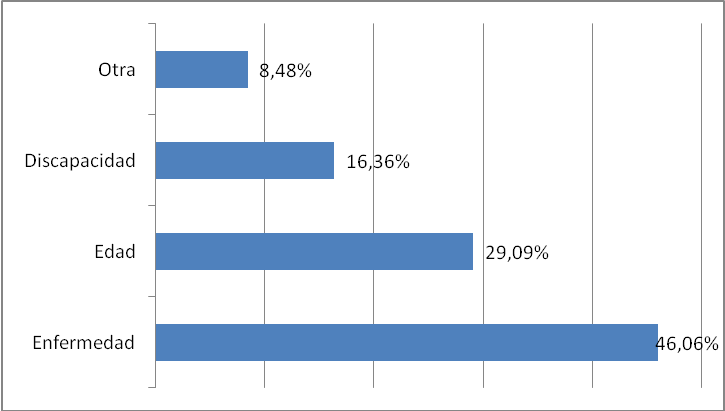 Otra 8,48%
Discapacidad 16,36%
Edad 29,09%
Enfermedad 46,06%